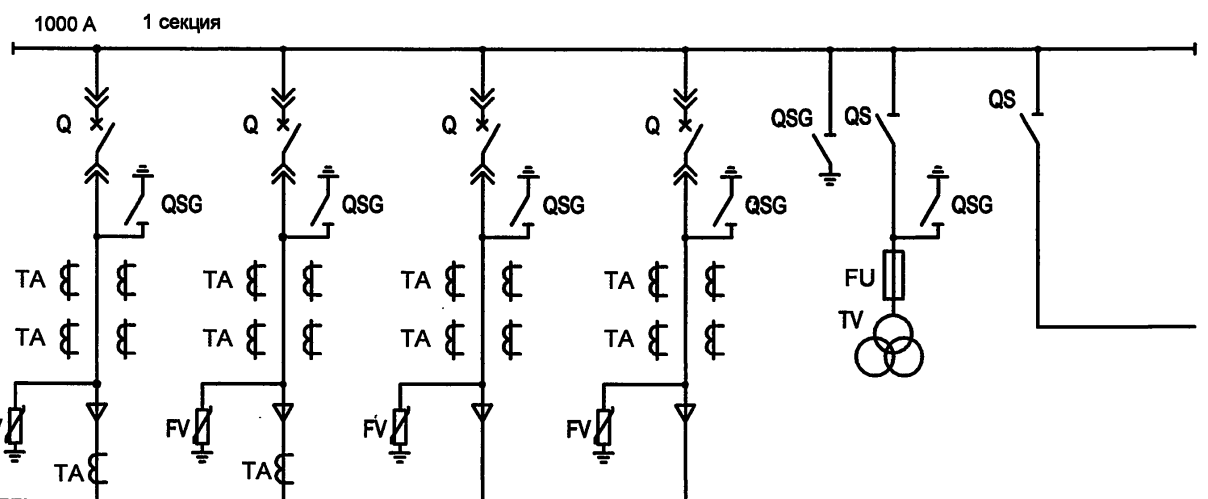 1000 A 1 секция
QS
Q Q Q Q QSG QS
QSG QSG QSG QSG QSG
TA TA TA TA FU
TA TA TA TA TV
FV FV FV
TA TA